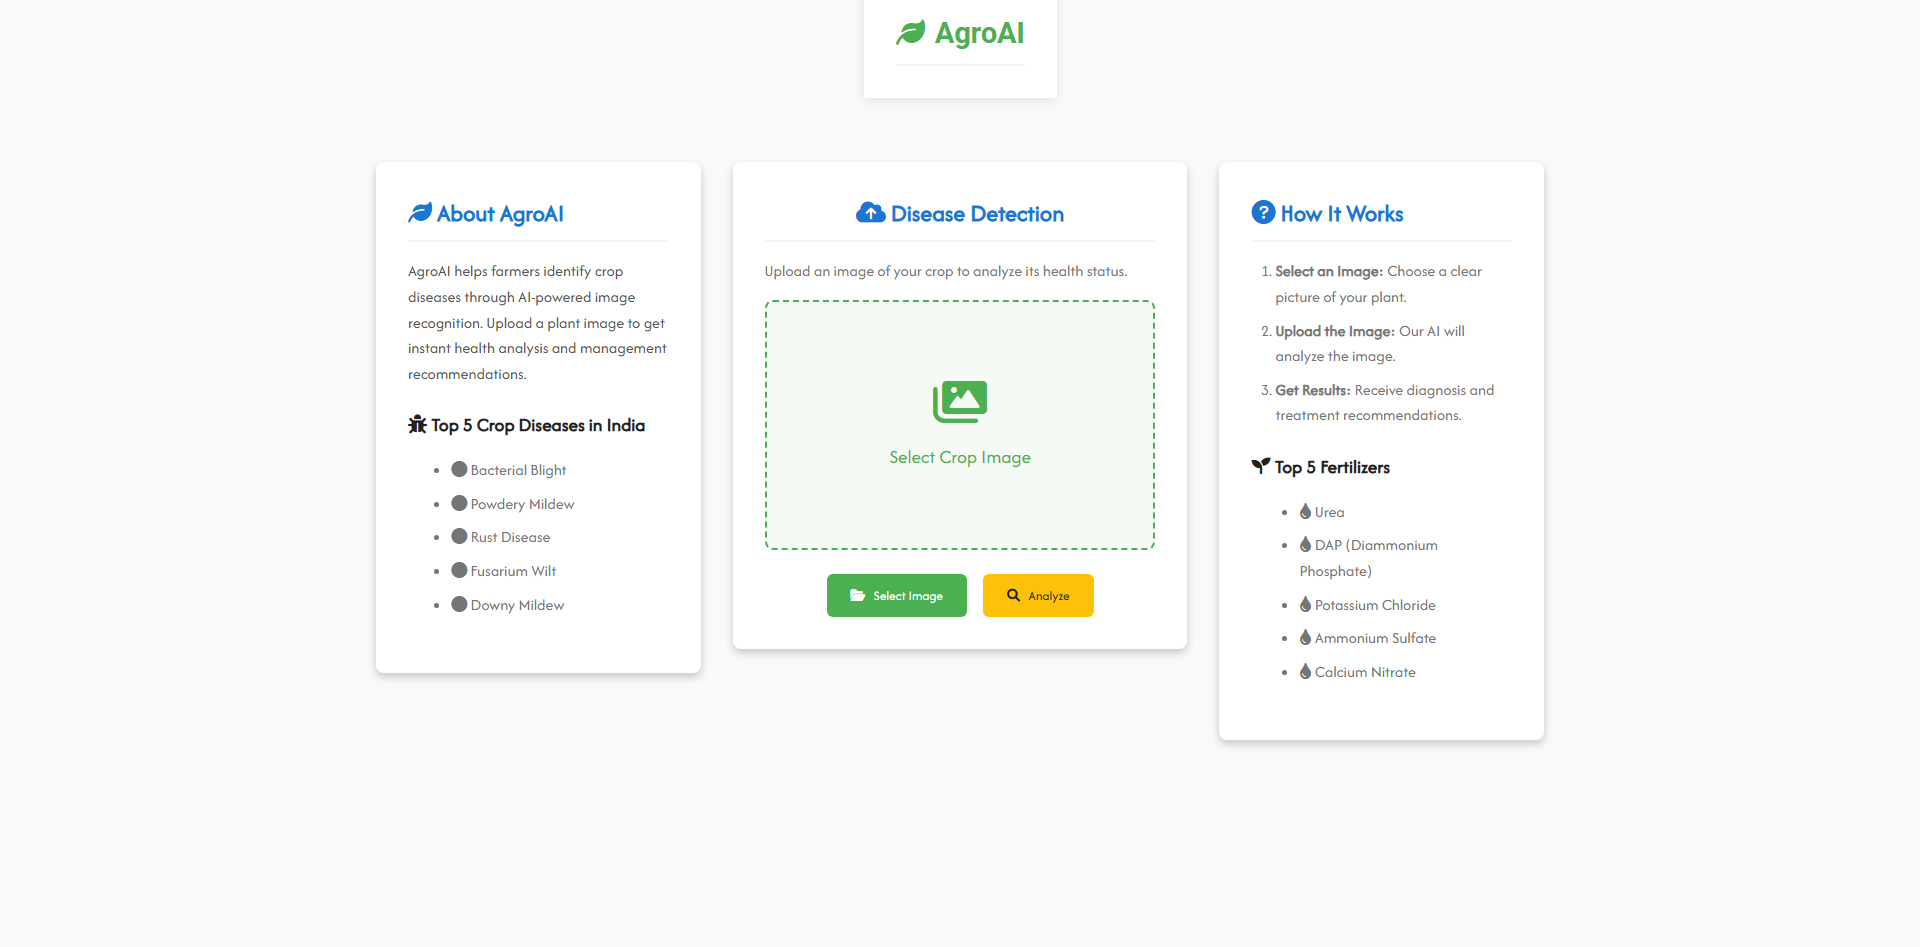 AgroAI
About AgroAI
AgroAI helps farmers identify crop
diseases through AI-powered image
recognition. Upload a plant image to get
instant health analysis and management
recommendations.
Top 5 Crop Diseases in India
Bacterial Blight
Powdery Mildew
Rust Disease
Fusarium Wilt
Downy Mildew
Disease Detection
Upload an image of your crop to analyze its health status.
Select Crop Image
Select Image
Analyze
How It Works
1. Select an Image: Choose a clear
picture of your plant.
2. Upload the Image: Our AI will
analyze the image.
3. Get Results: Receive diagnosis and
treatment recommendations.
Top 5 Fertilizers
Urea
DAP (Diammonium
Phosphate)
Potassium Chloride
Ammonium Sulfate
Calcium Nitrate